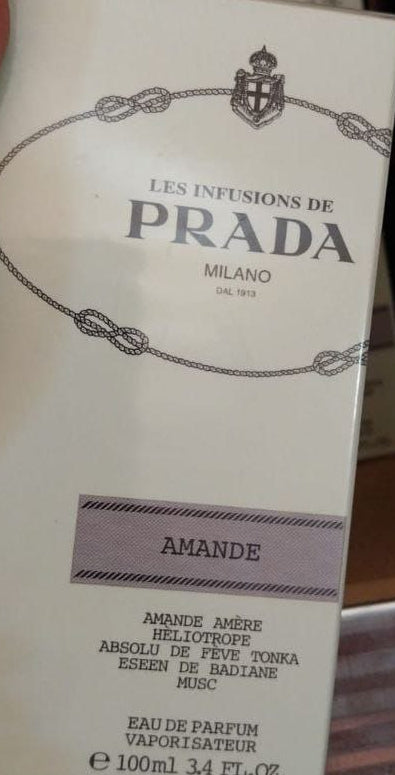 LES INFUSIONS DE
PRADA
MILANO
DAL 1913
AMANDE
AMANDE AMÈRE
HÈLIOTROPE
ABSOLU DE FÈVE TONKA
ESEEN DE BADIANE
MUSC
EAU DE PARFUM
VAPORISATEUR
℮ 100ml 3.4 FL.OZ